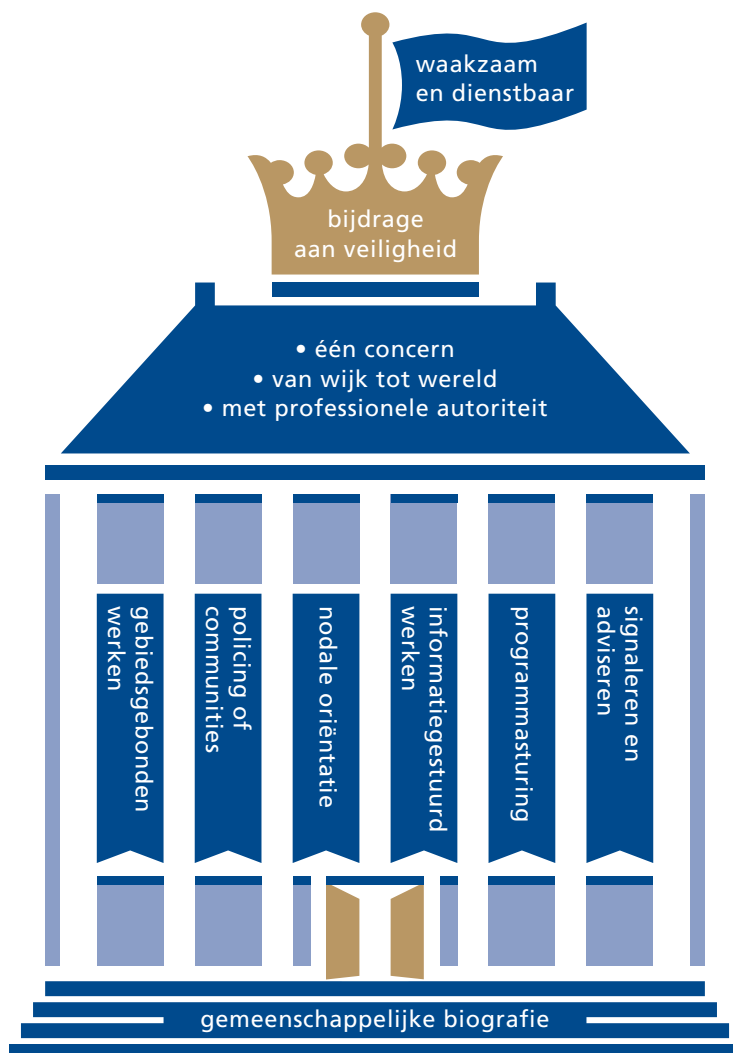 waakzaam
en dienstbaar
bijdrage
aan veiligheid
• één concern
• van wijk tot wereld
• met professionele autoriteit
gebiedsgebonden
werken
policing of
communities
nodale oriëntatie
informatiegestuurd
werken
programmasturing
signaleren en
adviseren
gemeenschappelijke biografie